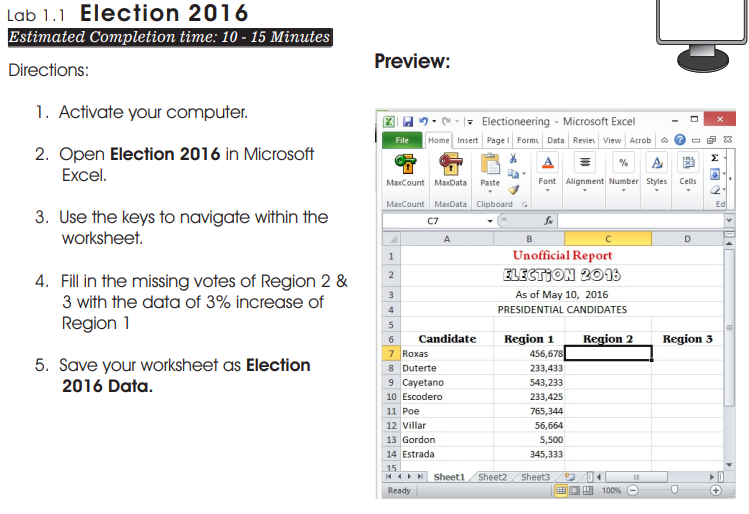 Lab 1.1 Election 2016
Estimated Completion time: 10 - 15 Minutes
Directions:
1. Activate your computer.
2. Open Election 2016 in Microsoft
Excel.
3. Use the keys to navigate within the
worksheet.
4. Fill in the missing votes of Region 2 &
3 with the data of 3% increase of
Region 1
5. Save your worksheet as Election
2016 Data.
Preview:
Electioneering - Microsoft Excel
File Home Insert Page l Form Data Review View Acrob
MaxCount MaxData Paste Font Alignment Number Styles Cells
MaxCount MaxData Clipboard Ed
C7 fx
A B C D
1 Unofficial Report
2 ELECTION 2016
3 As of May 10, 2016
4 PRESIDENTIAL CANDIDATES
5
6 Candidate Region 1 Region 2 Region 3
7 Roxas 456,678
8 Duterte 233,433
9 Cayetano 543,233
10 Escodero 233,425
11 Poe 765,344
12 Villar 56,664
13 Gordon 5,500
14 Estrada 345,333
15
Sheet1 Sheet2 Sheet3
Ready 100%